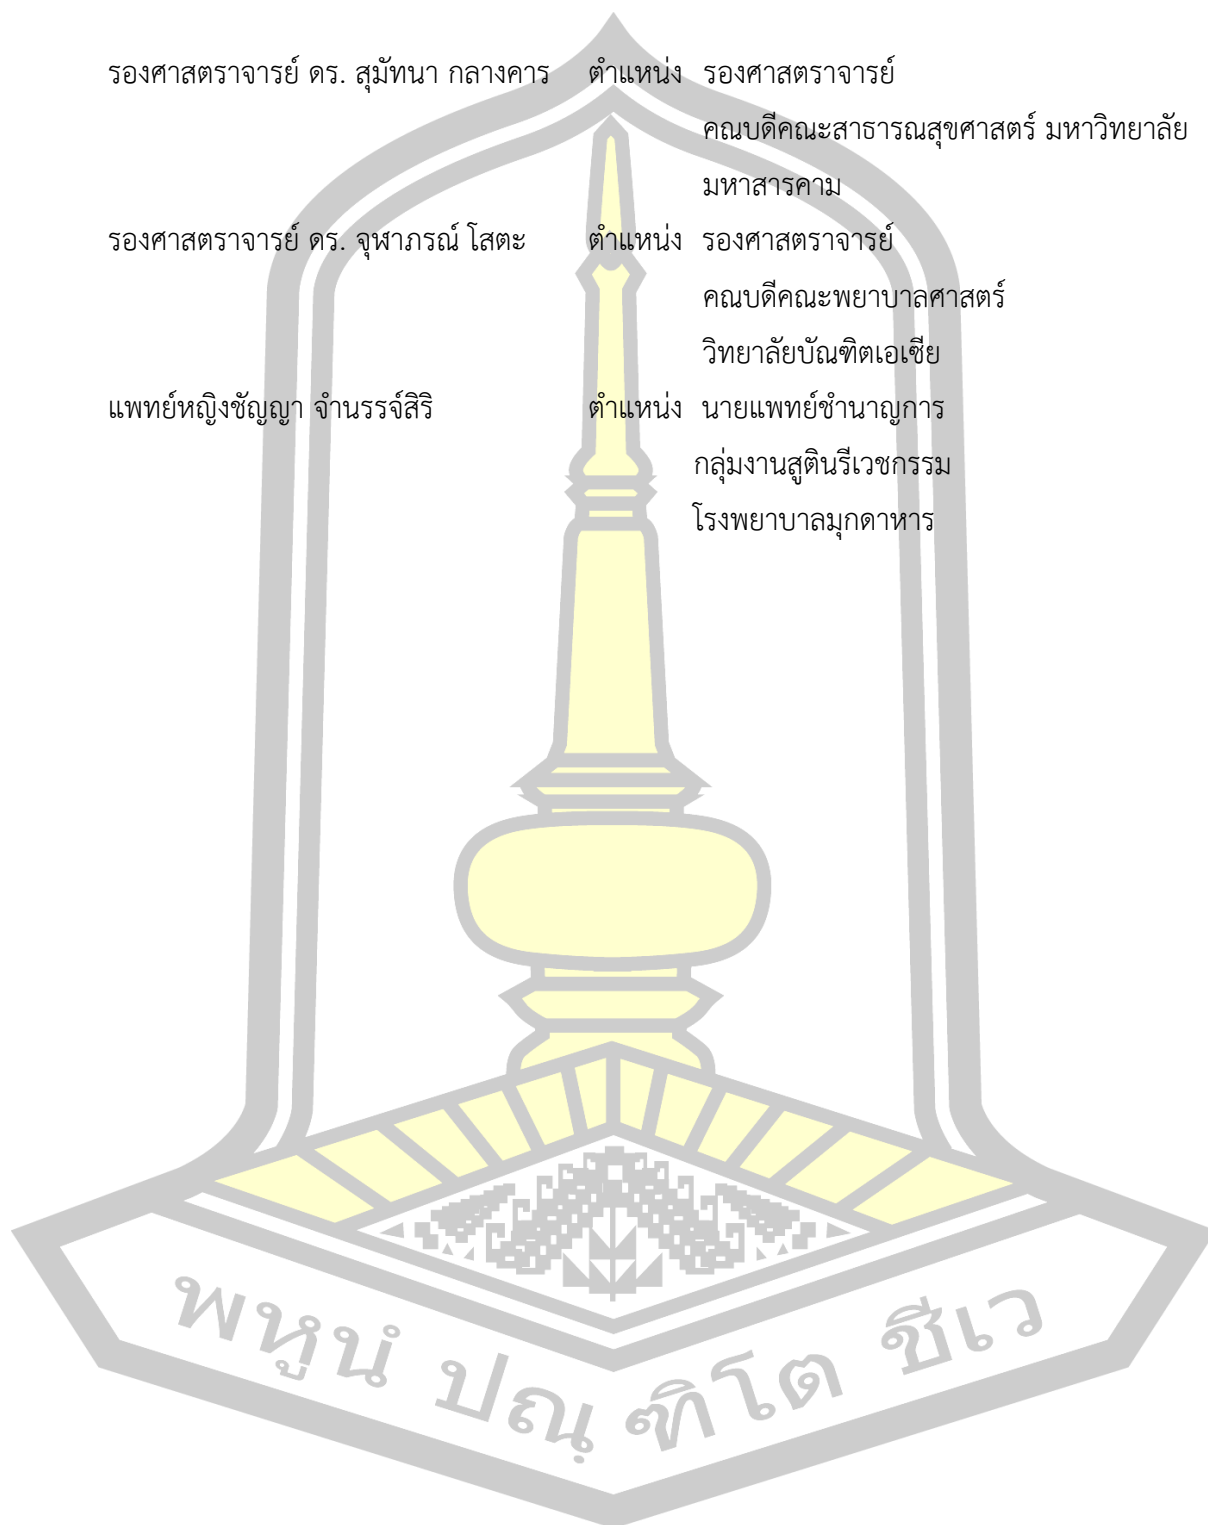 รองศาสตราจารย์ ดร. สุมัทนา กลางคาร ตำแหน่ง รองศาสตราจารย์
คณบดีคณะสาธารณสุขศาสตร์ มหาวิทยาลัย
มหาสารคาม
รองศาสตราจารย์ ดร. จุฬาภรณ์ โสตะ ตำแหน่ง รองศาสตราจารย์
คณบดีคณะพยาบาลศาสตร์
วิทยาลัยบัณฑิตเอเซีย
แพทย์หญิงชัญญา จำนรรจ์สิริ ตำแหน่ง นายแพทย์ชำนาญการ
กลุ่มงานสูตินรีเวชกรรม
โรงพยาบาลมุกดาหาร
พหูนํ ปณฺ ฑิโต ชีเว